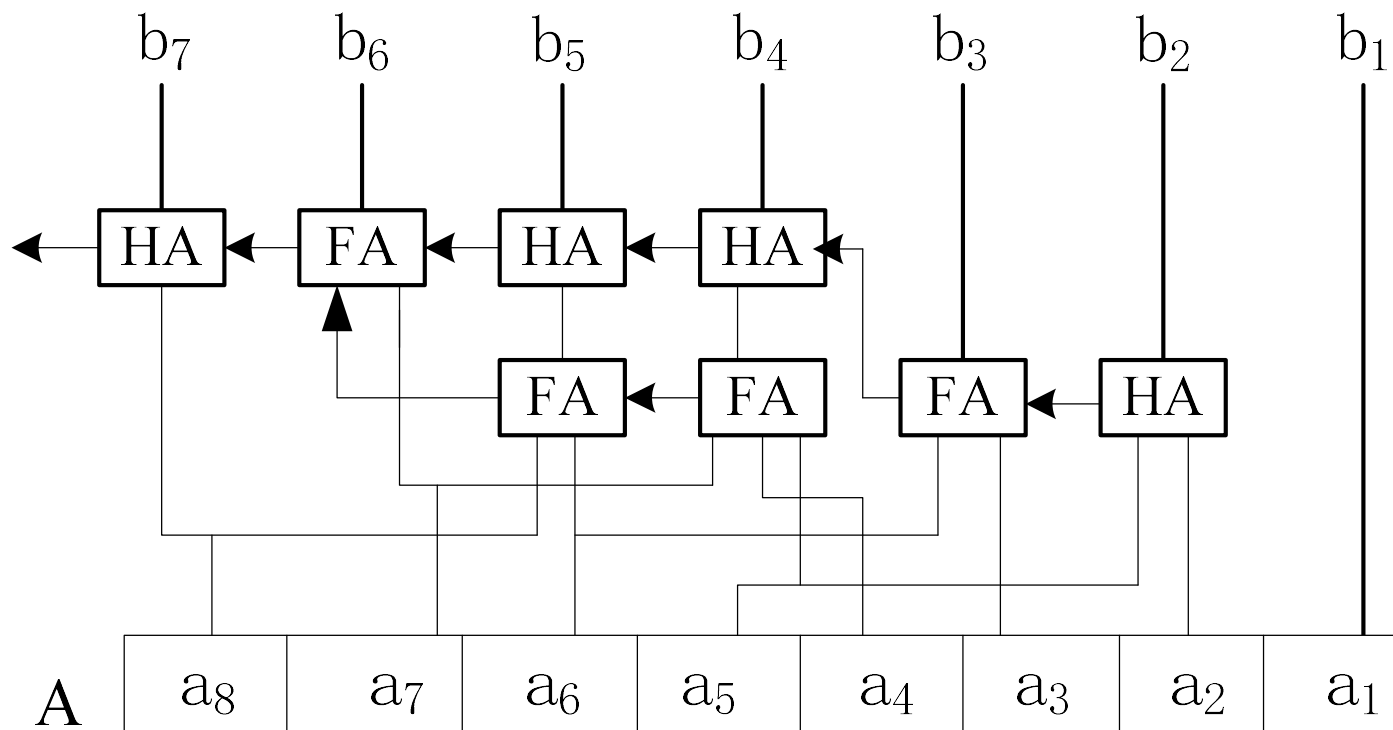 b₇ b₆ b₅ b₄ b₃ b₂ b₁
HA FA HA HA
FA FA FA HA
A a₈ a₇ a₆ a₅ a₄ a₃ a₂ a₁